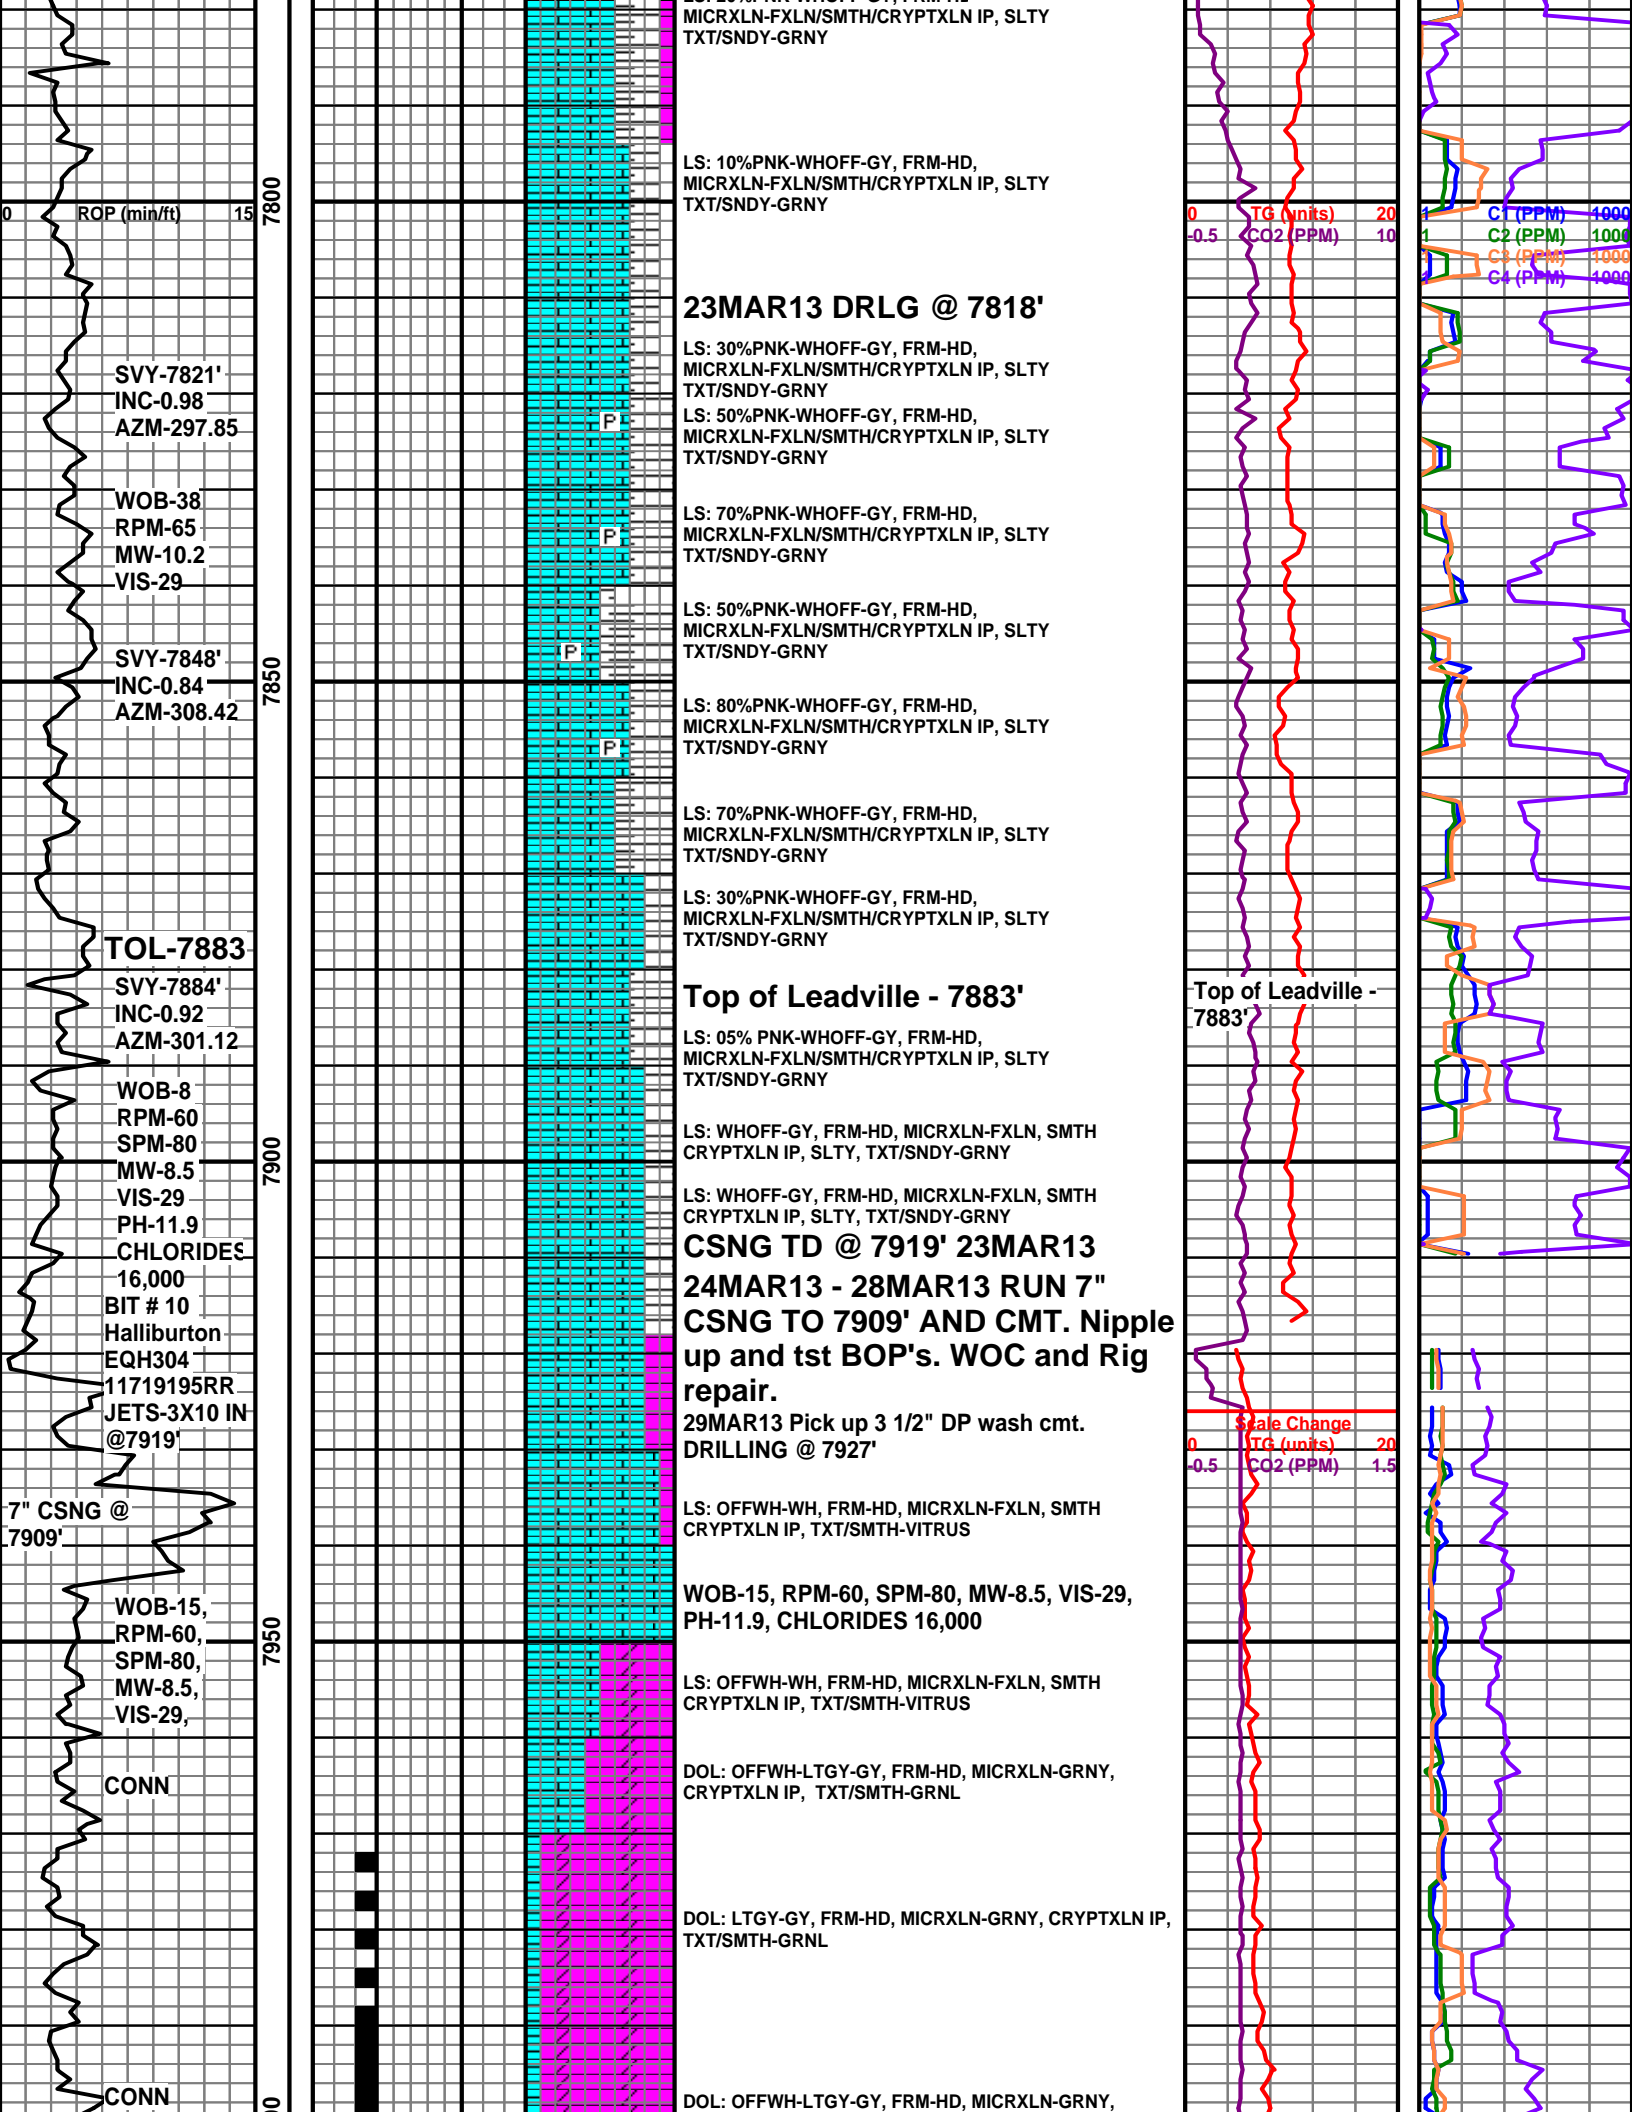 MICRXLN-FXLN/SMTH/CRYPTXLN IP, SLTY
TXT/SNDY-GRNY
LS: 10%PNK-WHOFF-GY, FRM-HD,
MICRXLN-FXLN/SMTH/CRYPTXLN IP, SLTY
TXT/SNDY-GRNY
0 ROP (min/ft) 15
7800
0 TG (units) 20
-0.5 CO2 (PPM) 10
1 C1 (PPM) 1000
1 C2 (PPM) 1000
1 C3 (PPM) 1000
1 C4 (PPM) 1000
23MAR13 DRLG @ 7818'
LS: 30%PNK-WHOFF-GY, FRM-HD,
MICRXLN-FXLN/SMTH/CRYPTXLN IP, SLTY
TXT/SNDY-GRNY
SVY-7821'
INC-0.98
AZM-297.85
LS: 50%PNK-WHOFF-GY, FRM-HD,
MICRXLN-FXLN/SMTH/CRYPTXLN IP, SLTY
TXT/SNDY-GRNY
P
WOB-38
RPM-65
MW-10.2
VIS-29
LS: 70%PNK-WHOFF-GY, FRM-HD,
MICRXLN-FXLN/SMTH/CRYPTXLN IP, SLTY
TXT/SNDY-GRNY
P
LS: 50%PNK-WHOFF-GY, FRM-HD,
MICRXLN-FXLN/SMTH/CRYPTXLN IP, SLTY
TXT/SNDY-GRNY
P
SVY-7848'
INC-0.84
AZM-308.42
7850
LS: 80%PNK-WHOFF-GY, FRM-HD,
MICRXLN-FXLN/SMTH/CRYPTXLN IP, SLTY
TXT/SNDY-GRNY
P
LS: 70%PNK-WHOFF-GY, FRM-HD,
MICRXLN-FXLN/SMTH/CRYPTXLN IP, SLTY
TXT/SNDY-GRNY
LS: 30%PNK-WHOFF-GY, FRM-HD,
MICRXLN-FXLN/SMTH/CRYPTXLN IP, SLTY
TXT/SNDY-GRNY
TOL-7883
SVY-7884'
INC-0.92
AZM-301.12
Top of Leadville - 7883'
Top of Leadville -
7883'
LS: 05% PNK-WHOFF-GY, FRM-HD,
MICRXLN-FXLN/SMTH/CRYPTXLN IP, SLTY
TXT/SNDY-GRNY
WOB-8
RPM-60
SPM-80
MW-8.5
VIS-29
PH-11.9
CHLORIDES
16,000
BIT # 10
Halliburton
EQH304
11719195RR
JETS-3X10 IN
@7919'
7900
LS: WHOFF-GY, FRM-HD, MICRXLN-FXLN, SMTH
CRYPTXLN IP, SLTY, TXT/SNDY-GRNY
LS: WHOFF-GY, FRM-HD, MICRXLN-FXLN, SMTH
CRYPTXLN IP, SLTY, TXT/SNDY-GRNY
CSNG TD @ 7919' 23MAR13
24MAR13 - 28MAR13 RUN 7"
CSNG TO 7909' AND CMT. Nipple
up and tst BOP's. WOC and Rig
repair.
29MAR13 Pick up 3 1/2" DP wash cmt.
DRILLING @ 7927'
Scale Change
0 TG (units) 20
-0.5 CO2 (PPM) 1.5
7" CSNG @
7909'
LS: OFFWH-WH, FRM-HD, MICRXLN-FXLN, SMTH
CRYPTXLN IP, TXT/SMTH-VITRUS
WOB-15, RPM-60, SPM-80, MW-8.5, VIS-29,
PH-11.9, CHLORIDES 16,000
WOB-15,
RPM-60,
SPM-80,
MW-8.5,
VIS-29,
7950
LS: OFFWH-WH, FRM-HD, MICRXLN-FXLN, SMTH
CRYPTXLN IP, TXT/SMTH-VITRUS
DOL: OFFWH-LTGY-GY, FRM-HD, MICRXLN-GRNY,
CRYPTXLN IP, TXT/SMTH-GRNL
CONN
DOL: LTGY-GY, FRM-HD, MICRXLN-GRNY, CRYPTXLN IP,
TXT/SMTH-GRNL
CONN
DOL: OFFWH-LTGY-GY, FRM-HD, MICRXLN-GRNY,